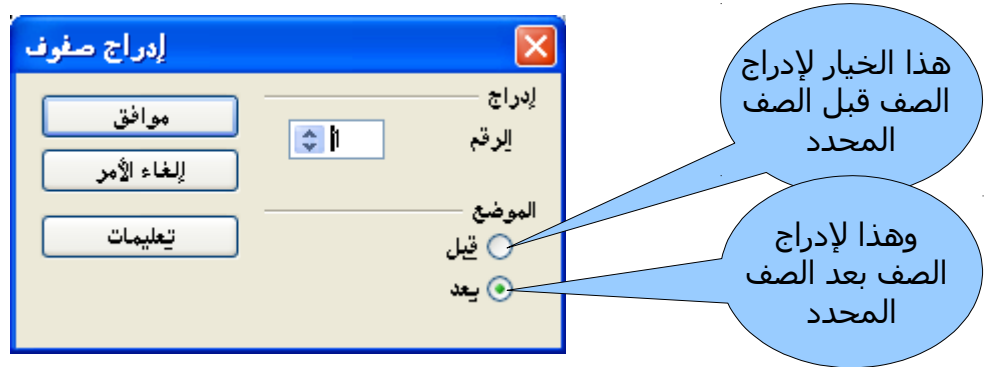 إدراج صفوف
إدراج
الرقم
1
الموضع
قبل
بعد
موافق
إلغاء الأمر
تعليمات
هذا الخيار لإدراج
الصف قبل الصف
المحدد
وهذا لإدراج
الصف بعد الصف
المحدد